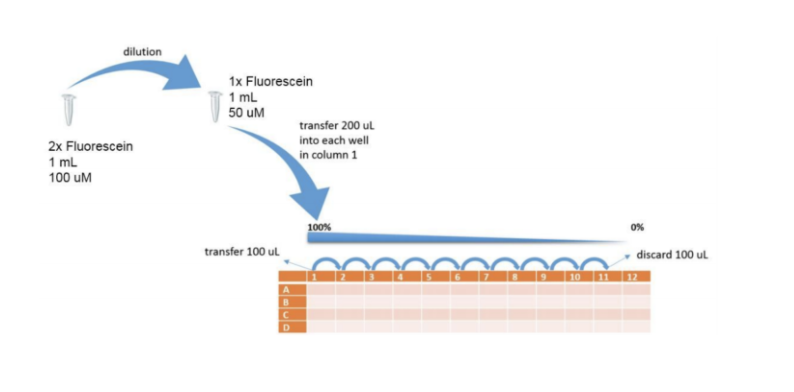 dilution
2x Fluorescein
1 mL
100 uM
1x Fluorescein
1 mL
50 uM
transfer 200 uL
into each well
in column 1
100%
0%
transfer 100 uL
discard 100 uL
1 2 3 4 5 6 7 8 9 10 11 12
A
B
C
D